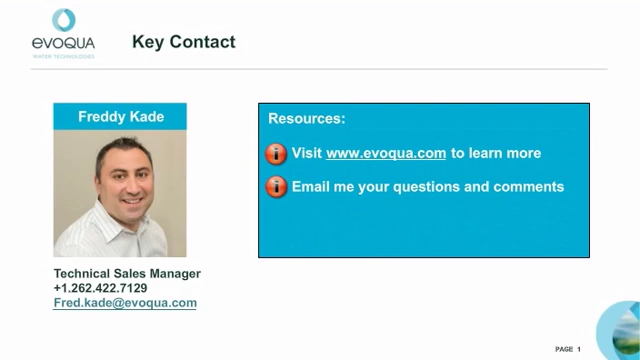 evoqua
WATER TECHNOLOGIES
Key Contact
Freddy Kade
Technical Sales Manager
+1.262.422.7129
Fred.kade@evoqua.com
Resources:
Visit www.evoqua.com to learn more
Email me your questions and comments
PAGE 1